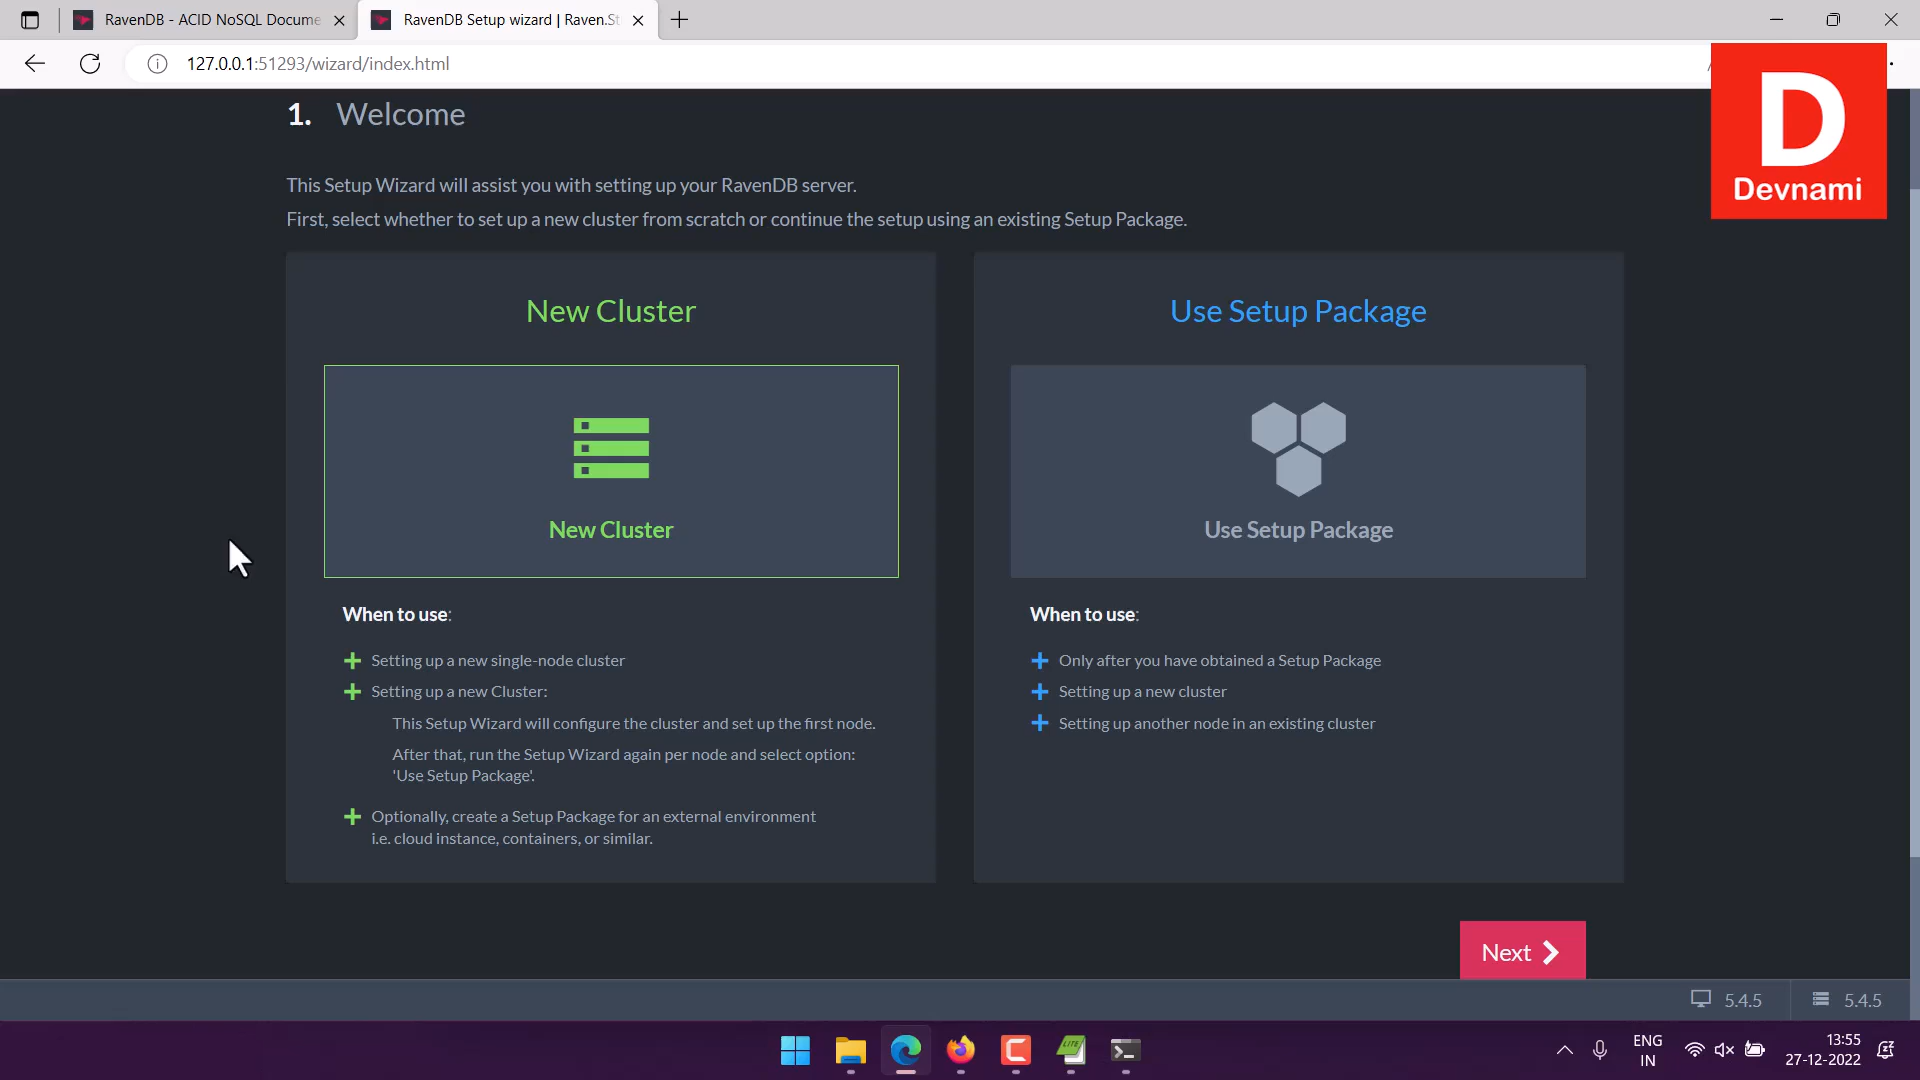 RavenDB - ACID NoSQL Docume
RavenDB Setup wizard | Raven.St
127.0.0.1:51293/wizard/index.html
D
Devnami
1. Welcome
This Setup Wizard will assist you with setting up your RavenDB server.
First, select whether to set up a new cluster from scratch or continue the setup using an existing Setup Package.
New Cluster
New Cluster
When to use:
Setting up a new single-node cluster
Setting up a new Cluster:
This Setup Wizard will configure the cluster and set up the first node.
After that, run the Setup Wizard again per node and select option:
'Use Setup Package'.
Optionally, create a Setup Package for an external environment
i.e. cloud instance, containers, or similar.
Use Setup Package
Use Setup Package
When to use:
Only after you have obtained a Setup Package
Setting up a new cluster
Setting up another node in an existing cluster
Next
5.4.5
5.4.5
LITE
ENG
IN
13:55
27-12-2022